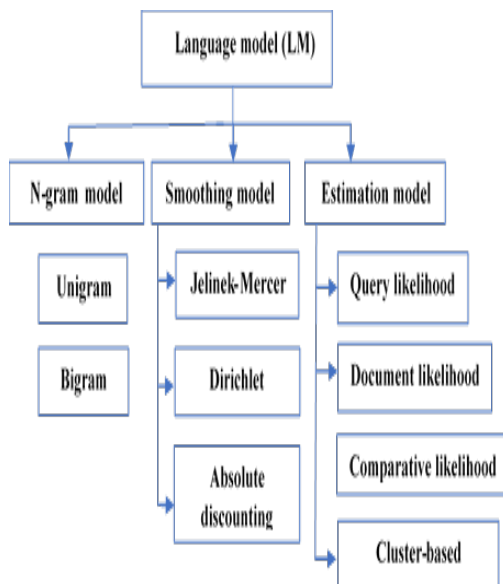 Language model (LM)
N-gram model
Smoothing model
Estimation model
Unigram
Bigram
Jelinek-Mercer
Dirichlet
Absolute
discounting
Query likelihood
Document likelihood
Comparative likelihood
Cluster-based